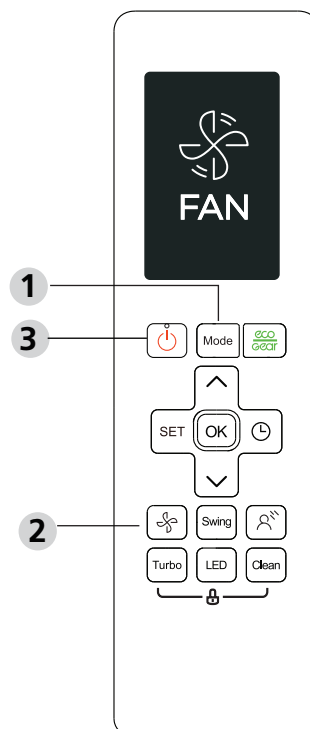 FAN
1
3
Mode
eco
Gear
SET
OK
2
Swing
Turbo
LED
Clean